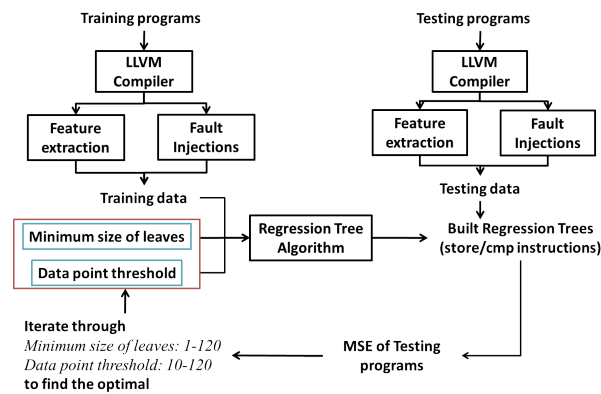 Training programs
Testing programs
LLVM
Compiler
LLVM
Compiler
Feature
extraction
Fault
Injections
Feature
extraction
Fault
Injections
Training data
Testing data
Minimum size of leaves
Data point threshold
Regression Tree
Algorithm
Built Regression Trees
(store/cmp instructions)
Iterate through
Minimum size of leaves: 1-120
Data point threshold: 10-120
to find the optimal
MSE of Testing
programs